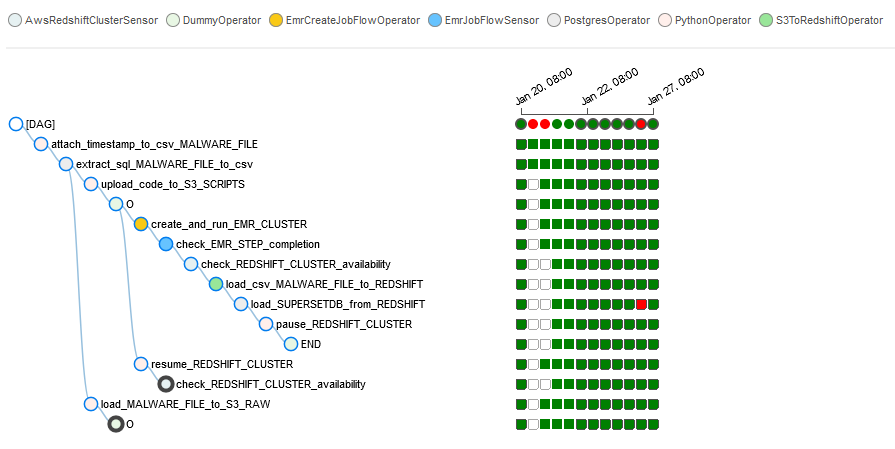 AwsRedshiftClusterSensor DummyOperator EmrCreateJobFlowOperator EmrJobFlowSensor PostgresOperator PythonOperator S3ToRedshiftOperator
Jan 20, 08:00 Jan 22, 08:00 Jan 27, 08:00
[DAG]
attach_timestamp_to_csv_MALWARE_FILE
extract_sql_MALWARE_FILE_to_csv
upload_code_to_S3_SCRIPTS
O
create_and_run_EMR_CLUSTER
check_EMR_STEP_completion
check_REDSHIFT_CLUSTER_availability
load_csv_MALWARE_FILE_to_REDSHIFT
load_SUPERSETDB_from_REDSHIFT
pause_REDSHIFT_CLUSTER
END
resume_REDSHIFT_CLUSTER
check_REDSHIFT_CLUSTER_availability
load_MALWARE_FILE_to_S3_RAW
O